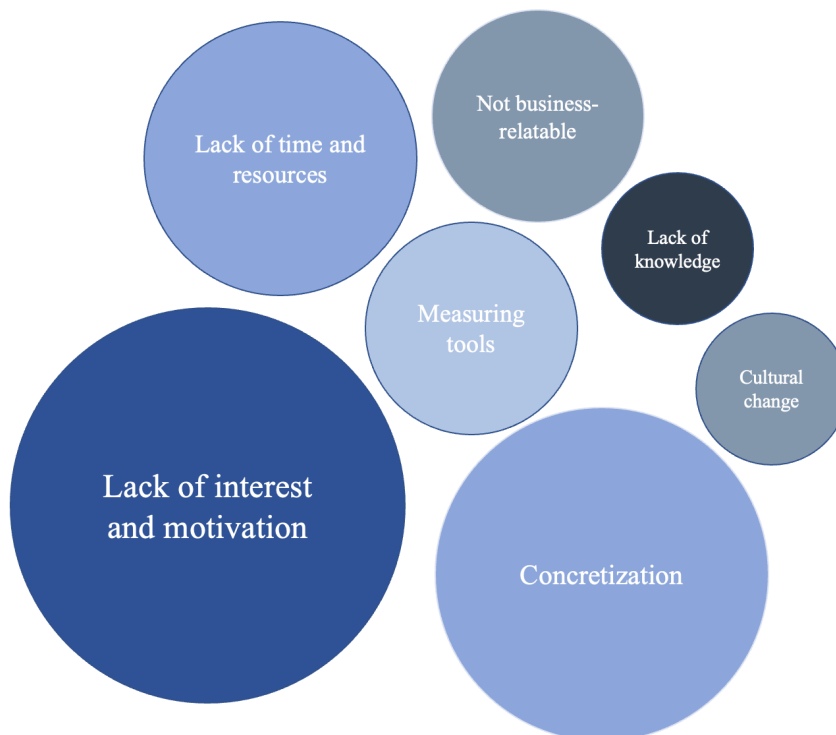 Lack of time and
resources
Not business-
relatable
Lack of
knowledge
Measuring
tools
Cultural
change
Lack of interest
and motivation
Concretization